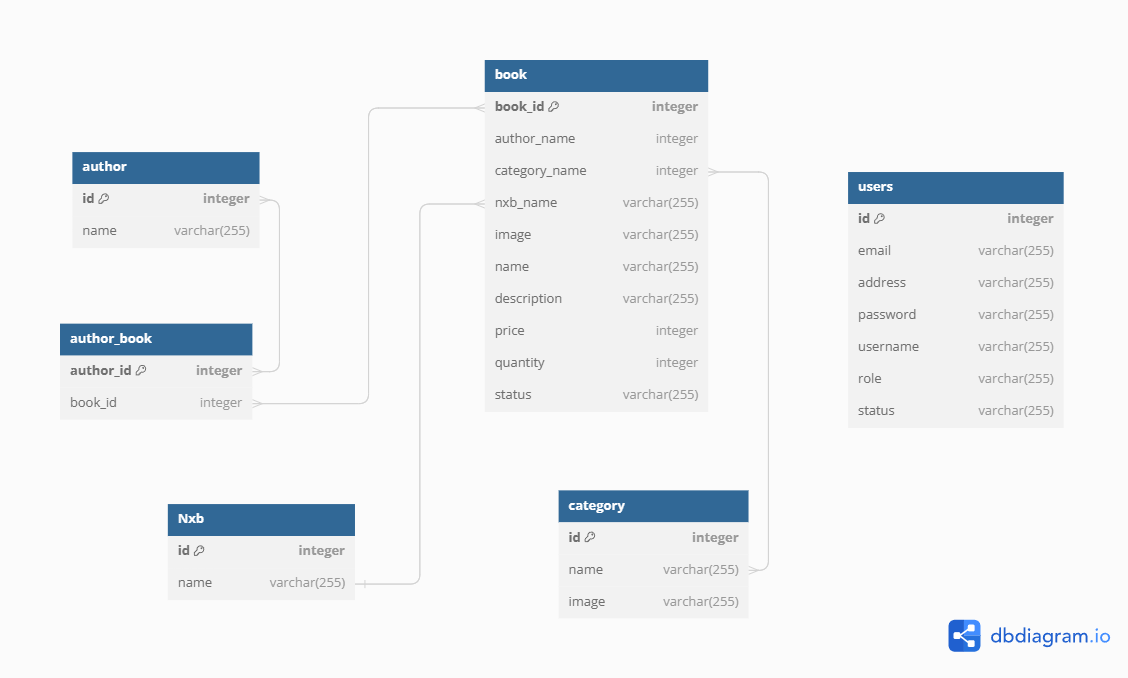 book
book_id integer
author_name integer
category_name integer
nxb_name varchar(255)
image varchar(255)
name varchar(255)
description varchar(255)
price integer
quantity integer
status varchar(255)
author
id integer
name varchar(255)
users
id integer
email varchar(255)
address varchar(255)
password varchar(255)
username varchar(255)
role varchar(255)
status varchar(255)
author_book
author_id integer
book_id integer
Nxb
id integer
name varchar(255)
category
id integer
name varchar(255)
image varchar(255)
dbdiagram.io